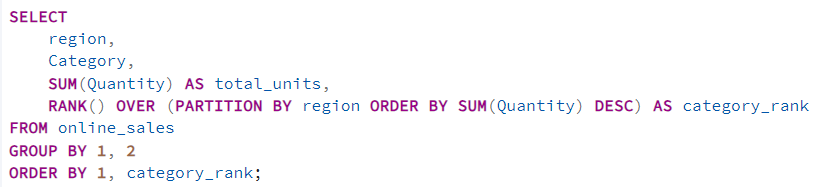 SELECT
    region,
    Category,
    SUM(Quantity) AS total_units,
    RANK() OVER (PARTITION BY region ORDER BY SUM(Quantity) DESC) AS category_rank
FROM online_sales
GROUP BY 1, 2
ORDER BY 1, category_rank;